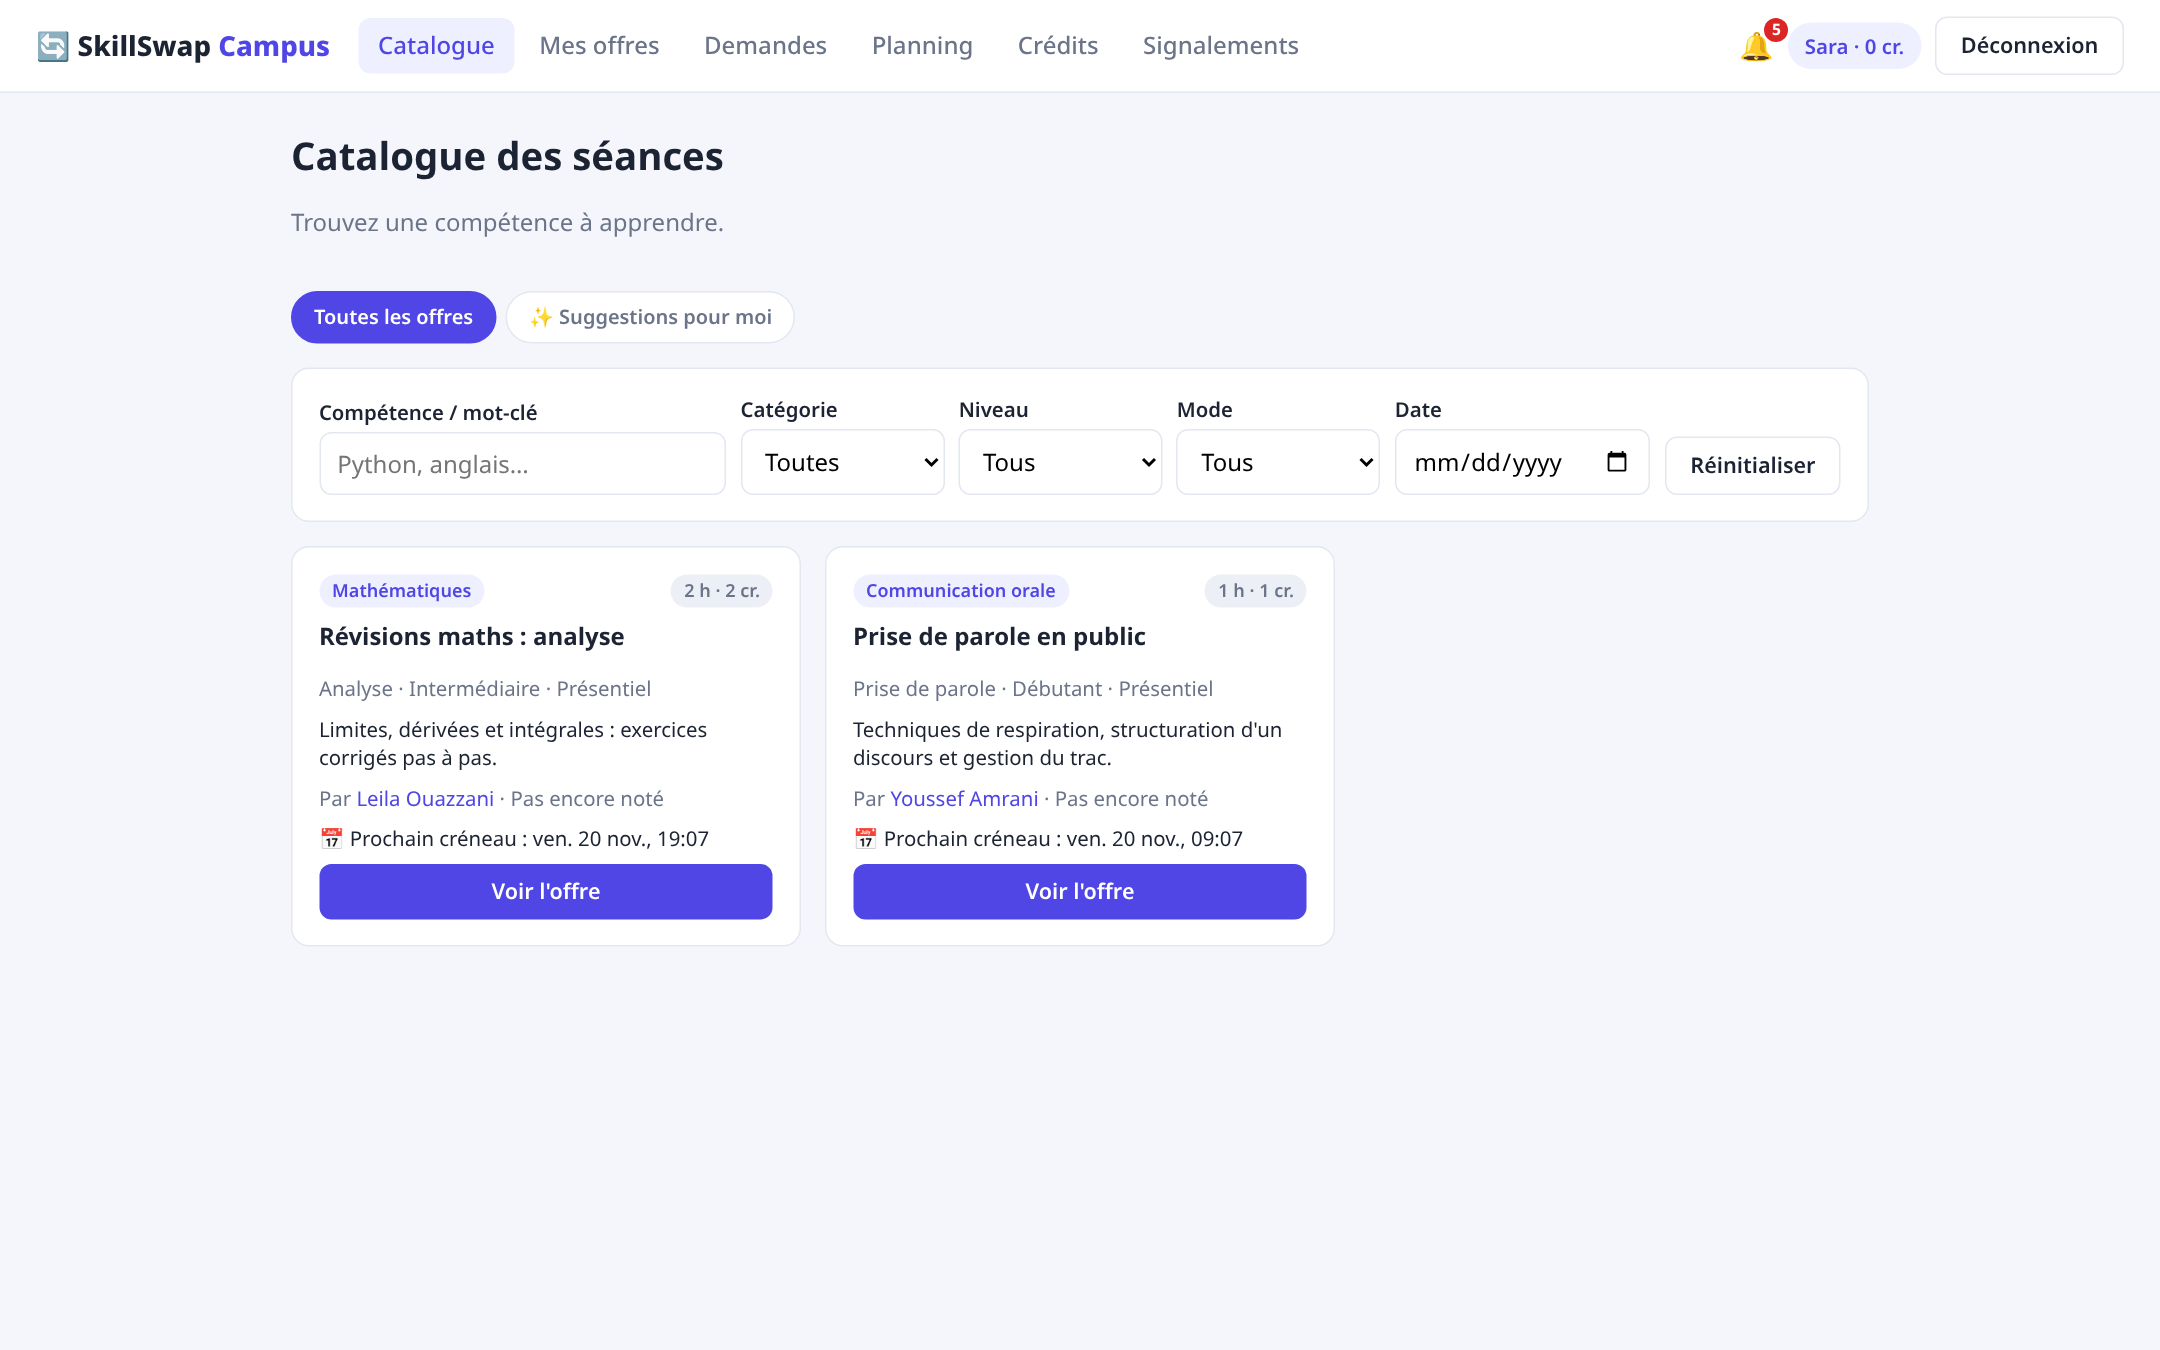 SkillSwap Campus Catalogue Mes offres Demandes Planning Crédits Signalements 5 Sara · 0 cr. Déconnexion
Catalogue des séances
Trouvez une compétence à apprendre.
Toutes les offres ✨ Suggestions pour moi
Compétence / mot-clé Catégorie Niveau Mode Date
Python, anglais... Toutes Tous Tous mm/dd/yyyy Réinitialiser
Mathématiques 2 h · 2 cr.
Révisions maths : analyse
Analyse · Intermédiaire · Présentiel
Limites, dérivées et intégrales : exercices
corrigés pas à pas.
Par Leila Ouazzani · Pas encore noté
📅 Prochain créneau : ven. 20 nov., 19:07
Voir l'offre
Communication orale 1 h · 1 cr.
Prise de parole en public
Prise de parole · Débutant · Présentiel
Techniques de respiration, structuration d'un
discours et gestion du trac.
Par Youssef Amrani · Pas encore noté
📅 Prochain créneau : ven. 20 nov., 09:07
Voir l'offre